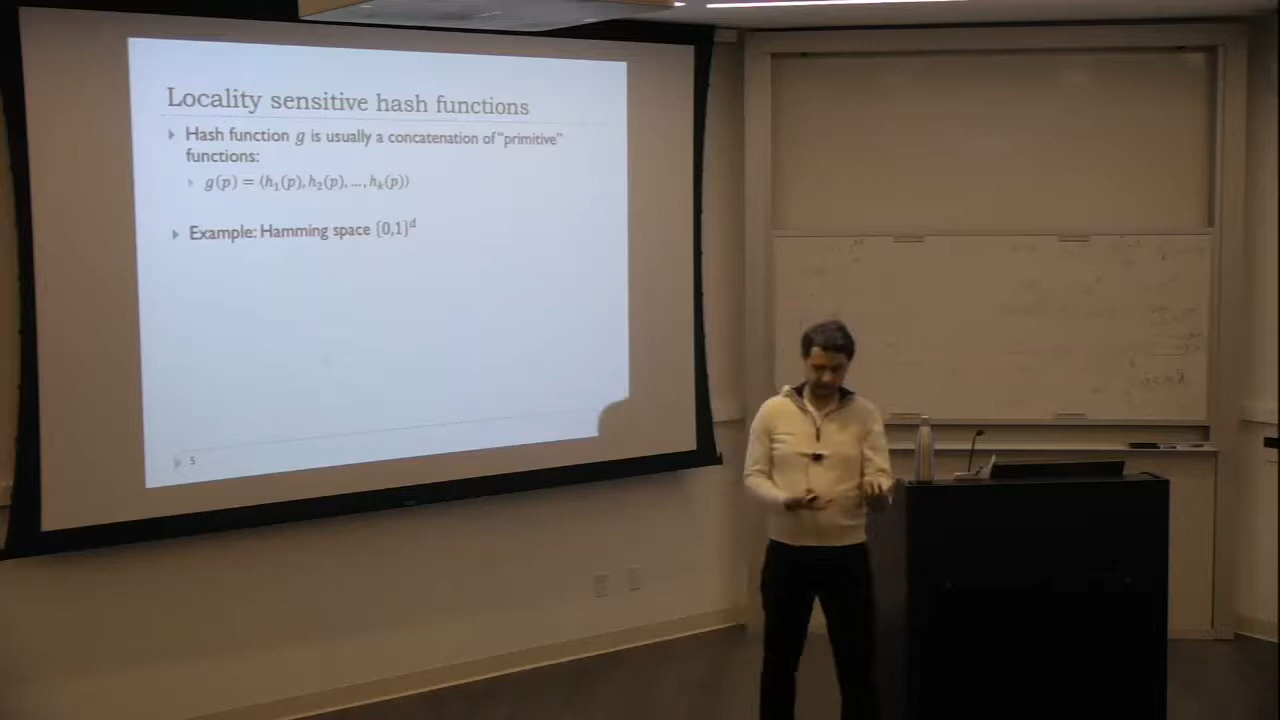 Locality sensitive hash functions
Hash function g is usually a concatenation of "primitive"
functions:
g(p) = ⟨h₁(p), h₂(p), ..., hₖ(p)⟩
Example: Hamming space {0,1}ᵈ
5